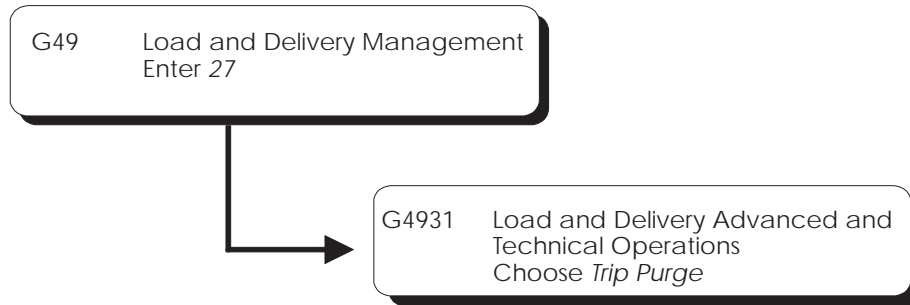 G49 Load and Delivery Management
Enter 27
G4931 Load and Delivery Advanced and
Technical Operations
Choose Trip Purge